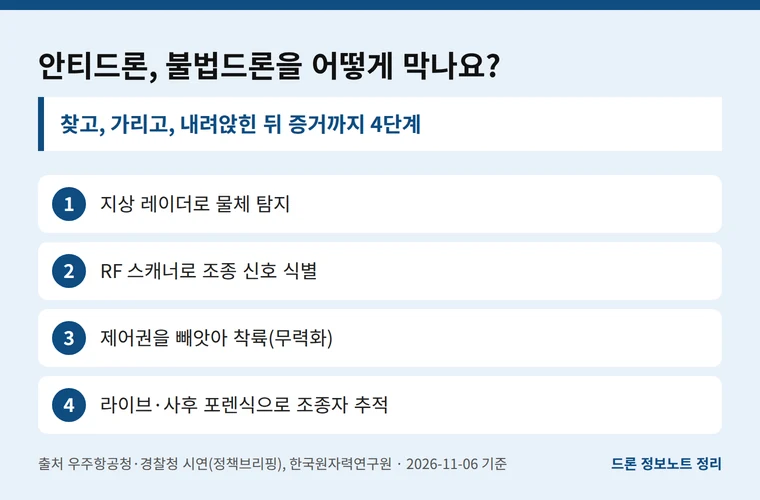 안티드론, 불법드론을 어떻게 막나요?
찾고, 가리고, 내려앉힌 뒤 증거까지 4단계
1 지상 레이더로 물체 탐지
2 RF 스캐너로 조종 신호 식별
3 제어권을 빼앗아 착륙(무력화)
4 라이브·사후 포렌식으로 조종자 추적
출처 우주항공청·경찰청 시연(정책브리핑), 한국원자력연구원 · 2026-11-06 기준 드론 정보노트 정리